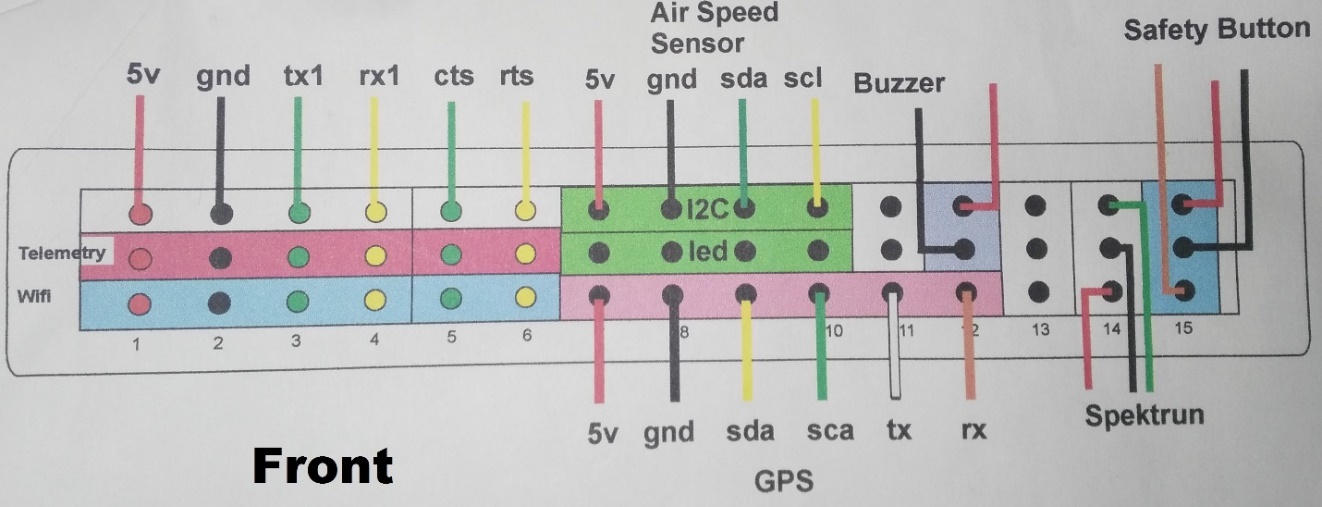 Air Speed
Sensor
Safety Button
5v gnd tx1 rx1 cts rts 5v gnd sda scl Buzzer
I2C
Telemetry led
Wifi
1 2 3 4 5 6 8 10 11 12 13 14 15
5v gnd sda sca tx rx Spektrun
GPS
Front